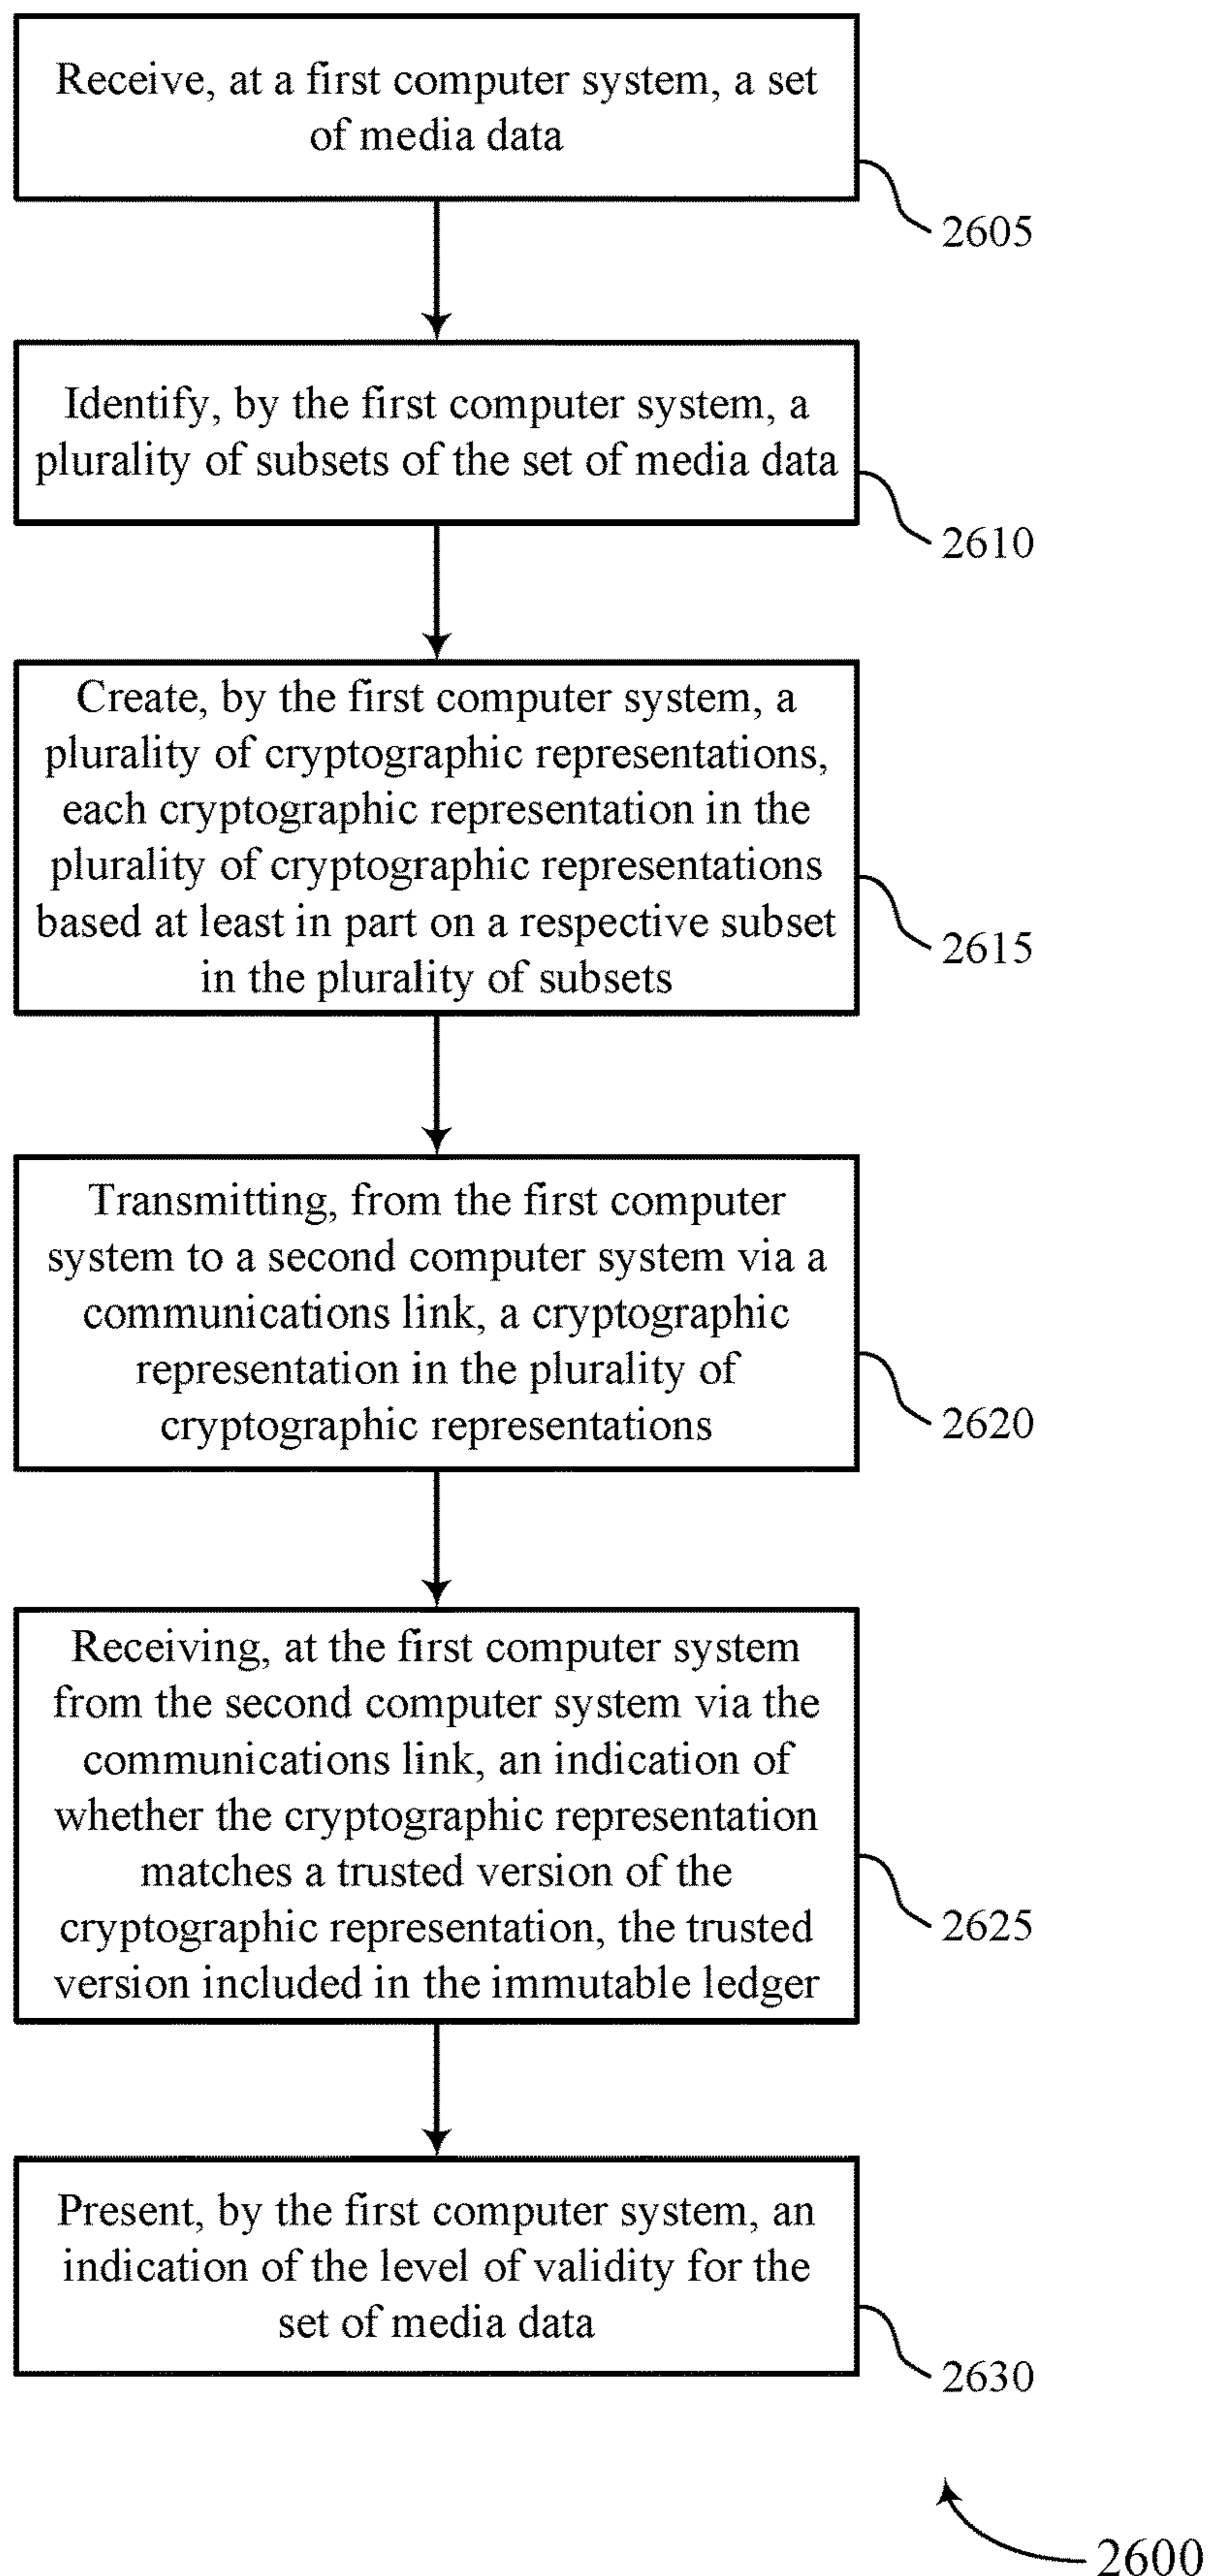 Receive, at a first computer system, a set
of media data
2605
Identify, by the first computer system, a
plurality of subsets of the set of media data
2610
Create, by the first computer system, a
plurality of cryptographic representations,
each cryptographic representation in the
plurality of cryptographic representations
based at least in part on a respective subset
in the plurality of subsets
2615
Transmitting, from the first computer
system to a second computer system via a
communications link, a cryptographic
representation in the plurality of
cryptographic representations
2620
Receiving, at the first computer system
from the second computer system via the
communications link, an indication of
whether the cryptographic representation
matches a trusted version of the
cryptographic representation, the trusted
version included in the immutable ledger
2625
Present, by the first computer system, an
indication of the level of validity for the
set of media data
2630
2600